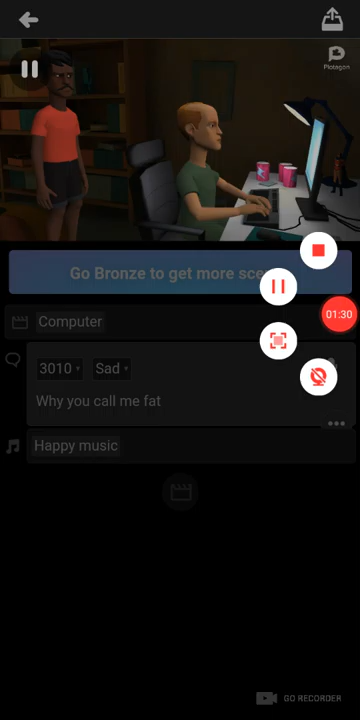 Plotagon
Go Bronze to get more sce
01:30
Computer
3010 Sad
Why you call me fat
Happy music
GO RECORDER